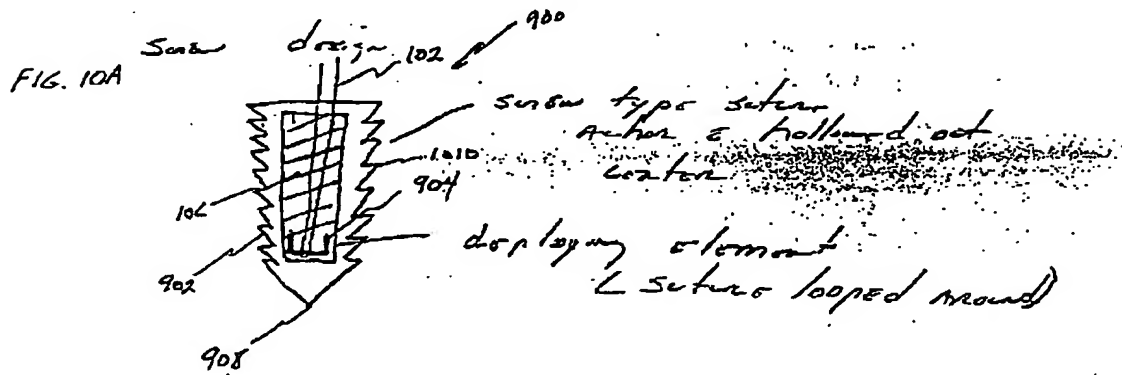 900
Screw design
102
FIG. 10A
screw type suture
Achor c hollowed out
center
1010
904
106
deploying element
( suture looped around)
902
908